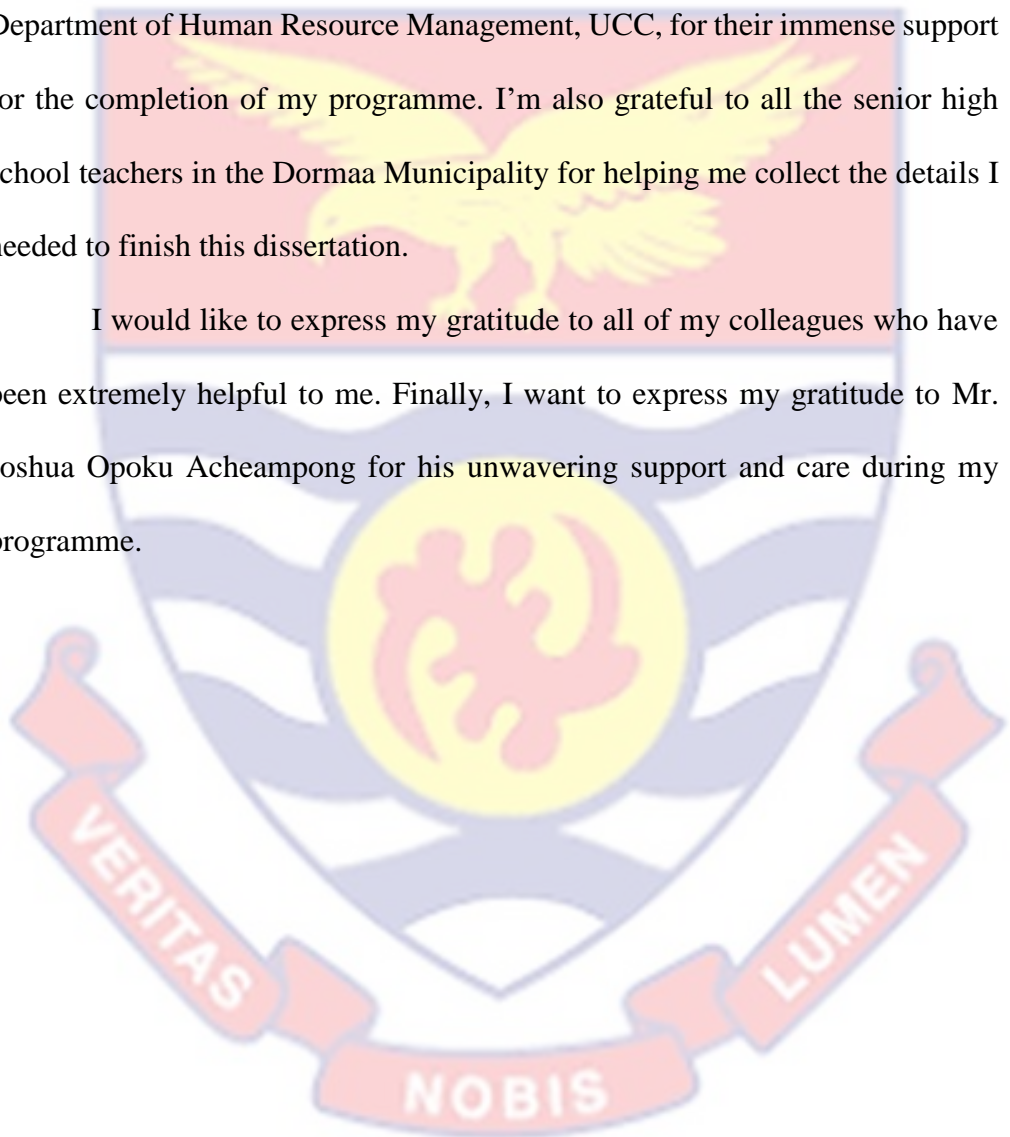 Department of Human Resource Management, UCC, for their immense support
for the completion of my programme. I'm also grateful to all the senior high
school teachers in the Dormaa Municipality for helping me collect the details I
needed to finish this dissertation.
I would like to express my gratitude to all of my colleagues who have
been extremely helpful to me. Finally, I want to express my gratitude to Mr.
Joshua Opoku Acheampong for his unwavering support and care during my
programme.
VERITAS
NOBIS
LUMEN